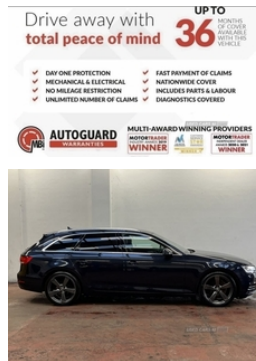 Drive away with
total peace of mind
UP TO
36
MONTHS
OF COVER
AVAILABLE
WITH THIS
VEHICLE
DAY ONE PROTECTION
MECHANICAL & ELECTRICAL
NO MILEAGE RESTRICTION
UNLIMITED NUMBER OF CLAIMS
FAST PAYMENT OF CLAIMS
NATIONWIDE COVER
INCLUDES PARTS & LABOUR
DIAGNOSTICS COVERED
MB
AUTOGUARD
WARRANTIES
MULTI-AWARD WINNING PROVIDERS
MOTORTRADER
WINNER
MOTORTRADER
WINNER